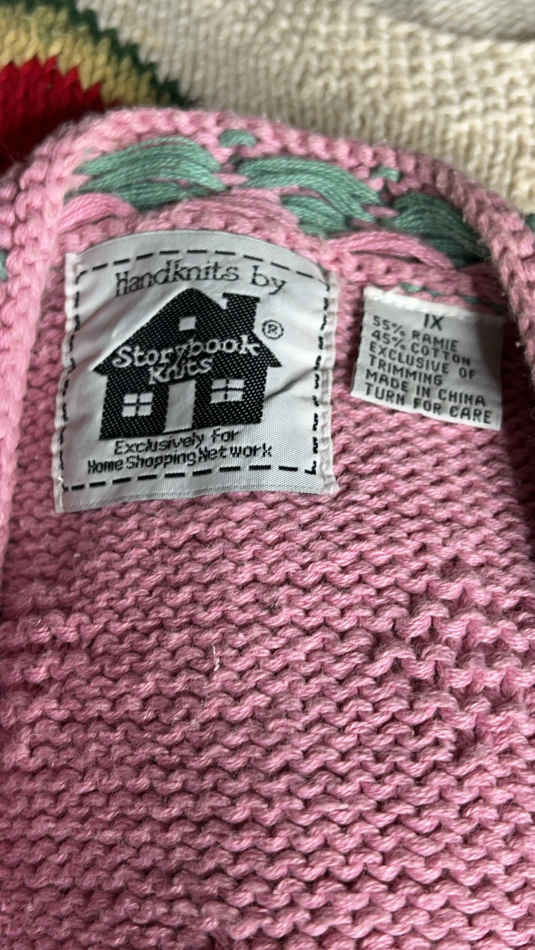 Handknits by
Storybook ®
Knits
Exclusively for
Home Shopping Network
1X
55% RAMIE
45% COTTON
EXCLUSIVE OF
TRIMMING
MADE IN CHINA
TURN FOR CARE